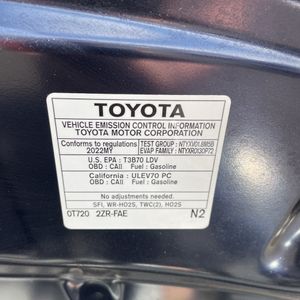 TOYOTA
VEHICLE EMISSION CONTROL INFORMATION
TOYOTA MOTOR CORPORATION
Conforms to regulations TEST GROUP : NTYXV01.8M5B
2022MY EVAP FAMILY : NTYXR0130P72
U.S. EPA : T3B70 LDV
OBD : CAII Fuel : Gasoline
California : ULEV70 PC
OBD : CAII Fuel : Gasoline
No adjustments needed.
SFI, WR-HO2S, TWC(2), HO2S
0T720 2ZR-FAE N2